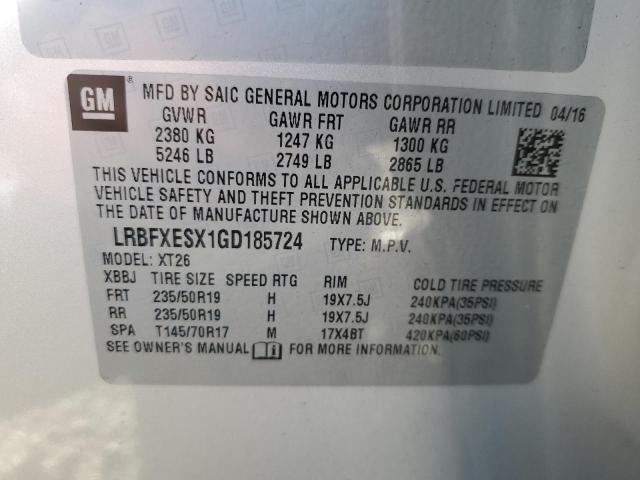 GM ® MFD BY SAIC GENERAL MOTORS CORPORATION LIMITED 04/16
GVWR GAWR FRT GAWR RR
2380 KG 1247 KG 1300 KG
5246 LB 2749 LB 2865 LB
THIS VEHICLE CONFORMS TO ALL APPLICABLE U.S. FEDERAL MOTOR
VEHICLE SAFETY AND THEFT PREVENTION STANDARDS IN EFFECT ON
THE DATE OF MANUFACTURE SHOWN ABOVE.
LRBFXESX1GD185724 TYPE: M.P.V.
MODEL: XT26
XBBJ TIRE SIZE SPEED RTG RIM COLD TIRE PRESSURE
FRT 235/50R19 H 19X7.5J 240KPA(35PSI)
RR 235/50R19 H 19X7.5J 240KPA(35PSI)
SPA T145/70R17 M 17X4BT 420KPA(60PSI)
SEE OWNER'S MANUAL FOR MORE INFORMATION.